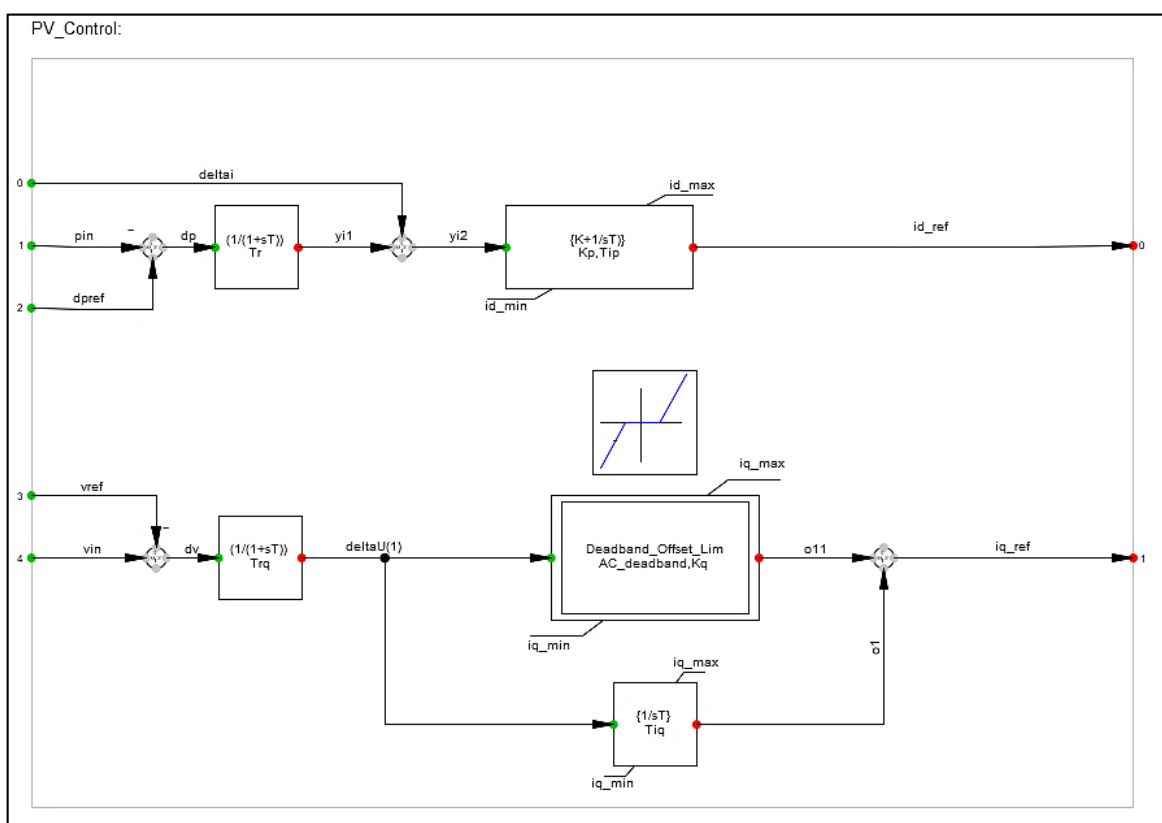 PV_Control:
deltai
id_max
0
pin
-
dp
(1/(1+sT))
Tr
yi1
yi2
{K+1/sT)}
Kp,Tip
id_ref
1
0
dpref
2
id_min
iq_max
vref
3
-
vin
4
dv
(1/(1+sT))
Trq
deltaU(1)
Deadband_Offset_Lim
AC_deadband,Kq
o11
iq_ref
1
iq_min
o1
iq_max
{1/sT}
Tiq
iq_min